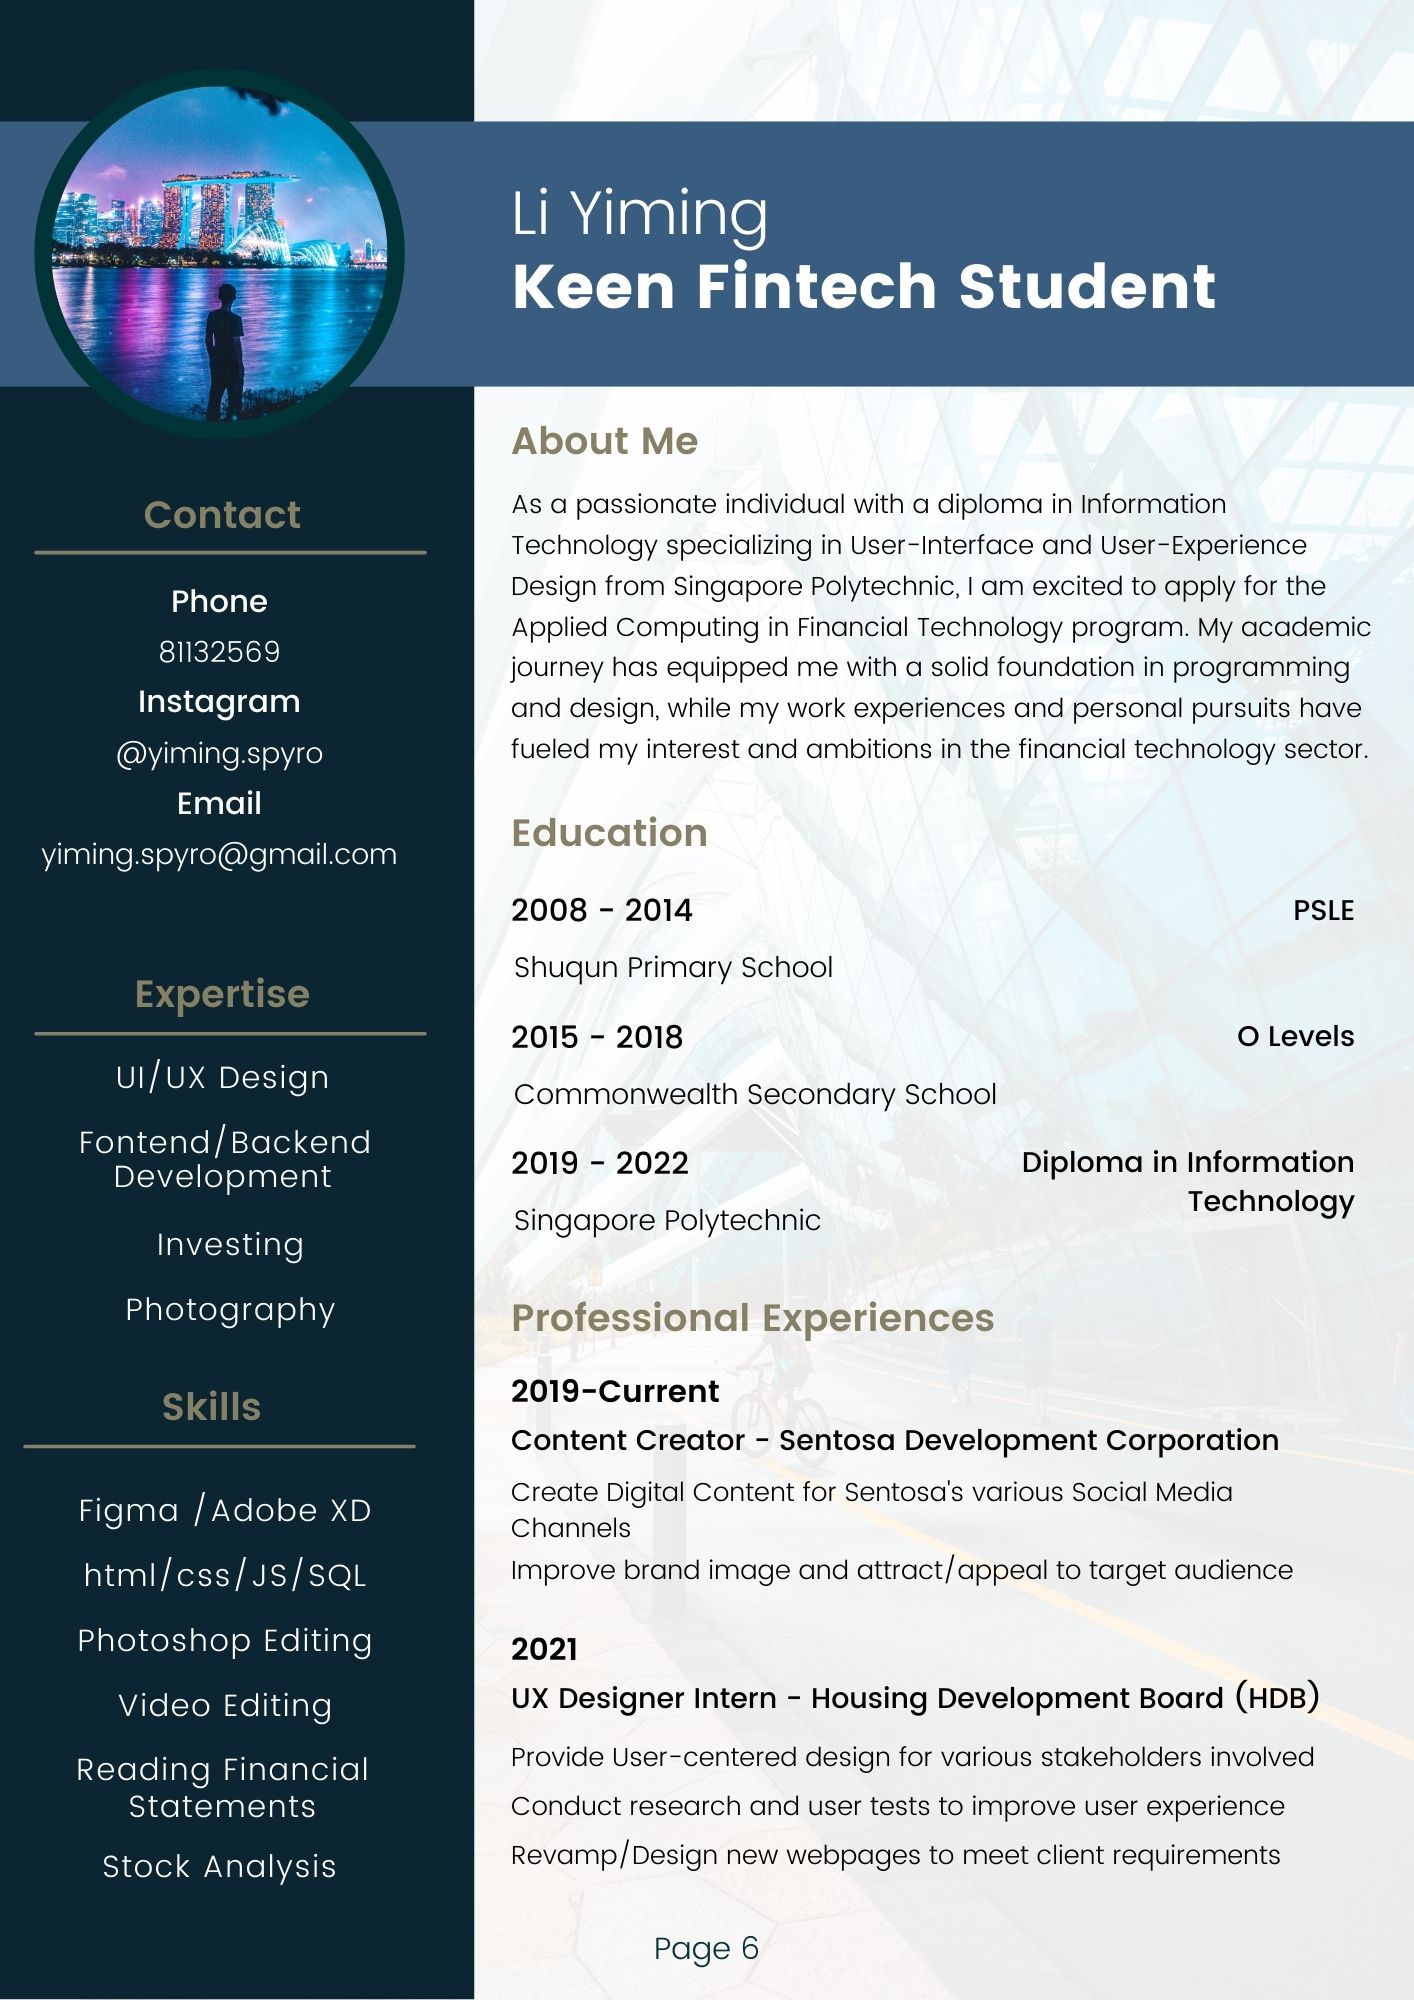 Li Yiming
Keen Fintech Student
Contact
Phone
81132569
Instagram
@yiming.spyro
Email
yiming.spyro@gmail.com
Expertise
UI/UX Design
Fontend/Backend
Development
Investing
Photography
Skills
Figma /Adobe XD
html/css/JS/SQL
Photoshop Editing
Video Editing
Reading Financial
Statements
Stock Analysis
About Me
As a passionate individual with a diploma in Information
Technology specializing in User-Interface and User-Experience
Design from Singapore Polytechnic, I am excited to apply for the
Applied Computing in Financial Technology program. My academic
journey has equipped me with a solid foundation in programming
and design, while my work experiences and personal pursuits have
fueled my interest and ambitions in the financial technology sector.
Education
2008 - 2014 PSLE
Shuqun Primary School
2015 - 2018 O Levels
Commonwealth Secondary School
2019 - 2022 Diploma in Information
Technology
Singapore Polytechnic
Professional Experiences
2019-Current
Content Creator - Sentosa Development Corporation
Create Digital Content for Sentosa's various Social Media
Channels
Improve brand image and attract/appeal to target audience
2021
UX Designer Intern - Housing Development Board (HDB)
Provide User-centered design for various stakeholders involved
Conduct research and user tests to improve user experience
Revamp/Design new webpages to meet client requirements
Page 6